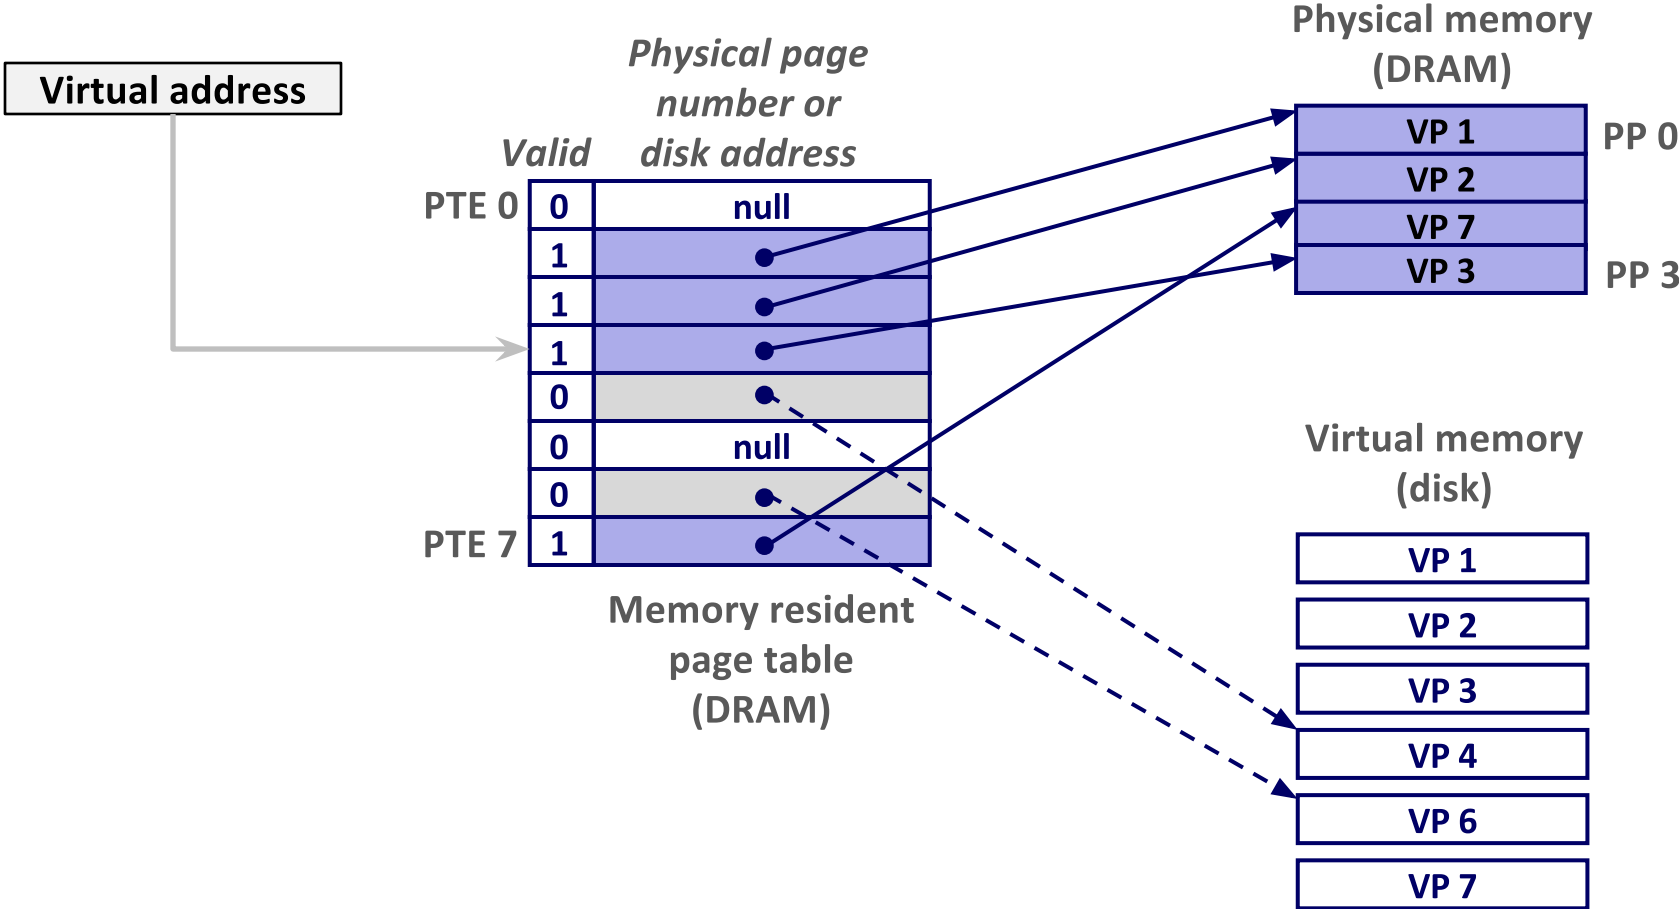 Physical memory
(DRAM)
Physical page
number or
disk address
Virtual address
Valid
PTE 0 0 null
1
1
1
0
0 null
0
PTE 7 1
Memory resident
page table
(DRAM)
VP 1 PP 0
VP 2
VP 7
VP 3 PP 3
Virtual memory
(disk)
VP 1
VP 2
VP 3
VP 4
VP 6
VP 7